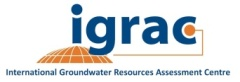 igrac
International Groundwater Resources Assessment Centre